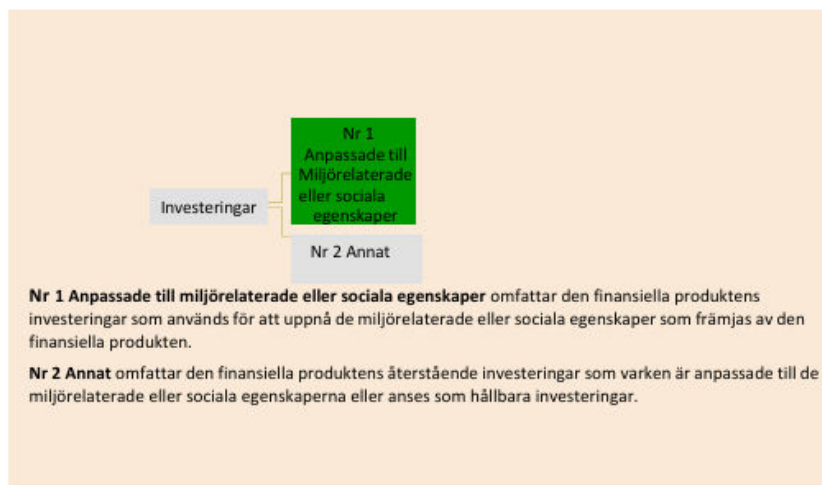 Nr 1
Anpassade till
Miljörelaterade
eller sociala
egenskaper
Investeringar
Nr 2 Annat
Nr 1 Anpassade till miljörelaterade eller sociala egenskaper omfattar den finansiella produktens
investeringar som används för att uppnå de miljörelaterade eller sociala egenskaper som främjas av den
finansiella produkten.
Nr 2 Annat omfattar den finansiella produktens återstående investeringar som varken är anpassade till de
miljörelaterade eller sociala egenskaperna eller anses som hållbara investeringar.